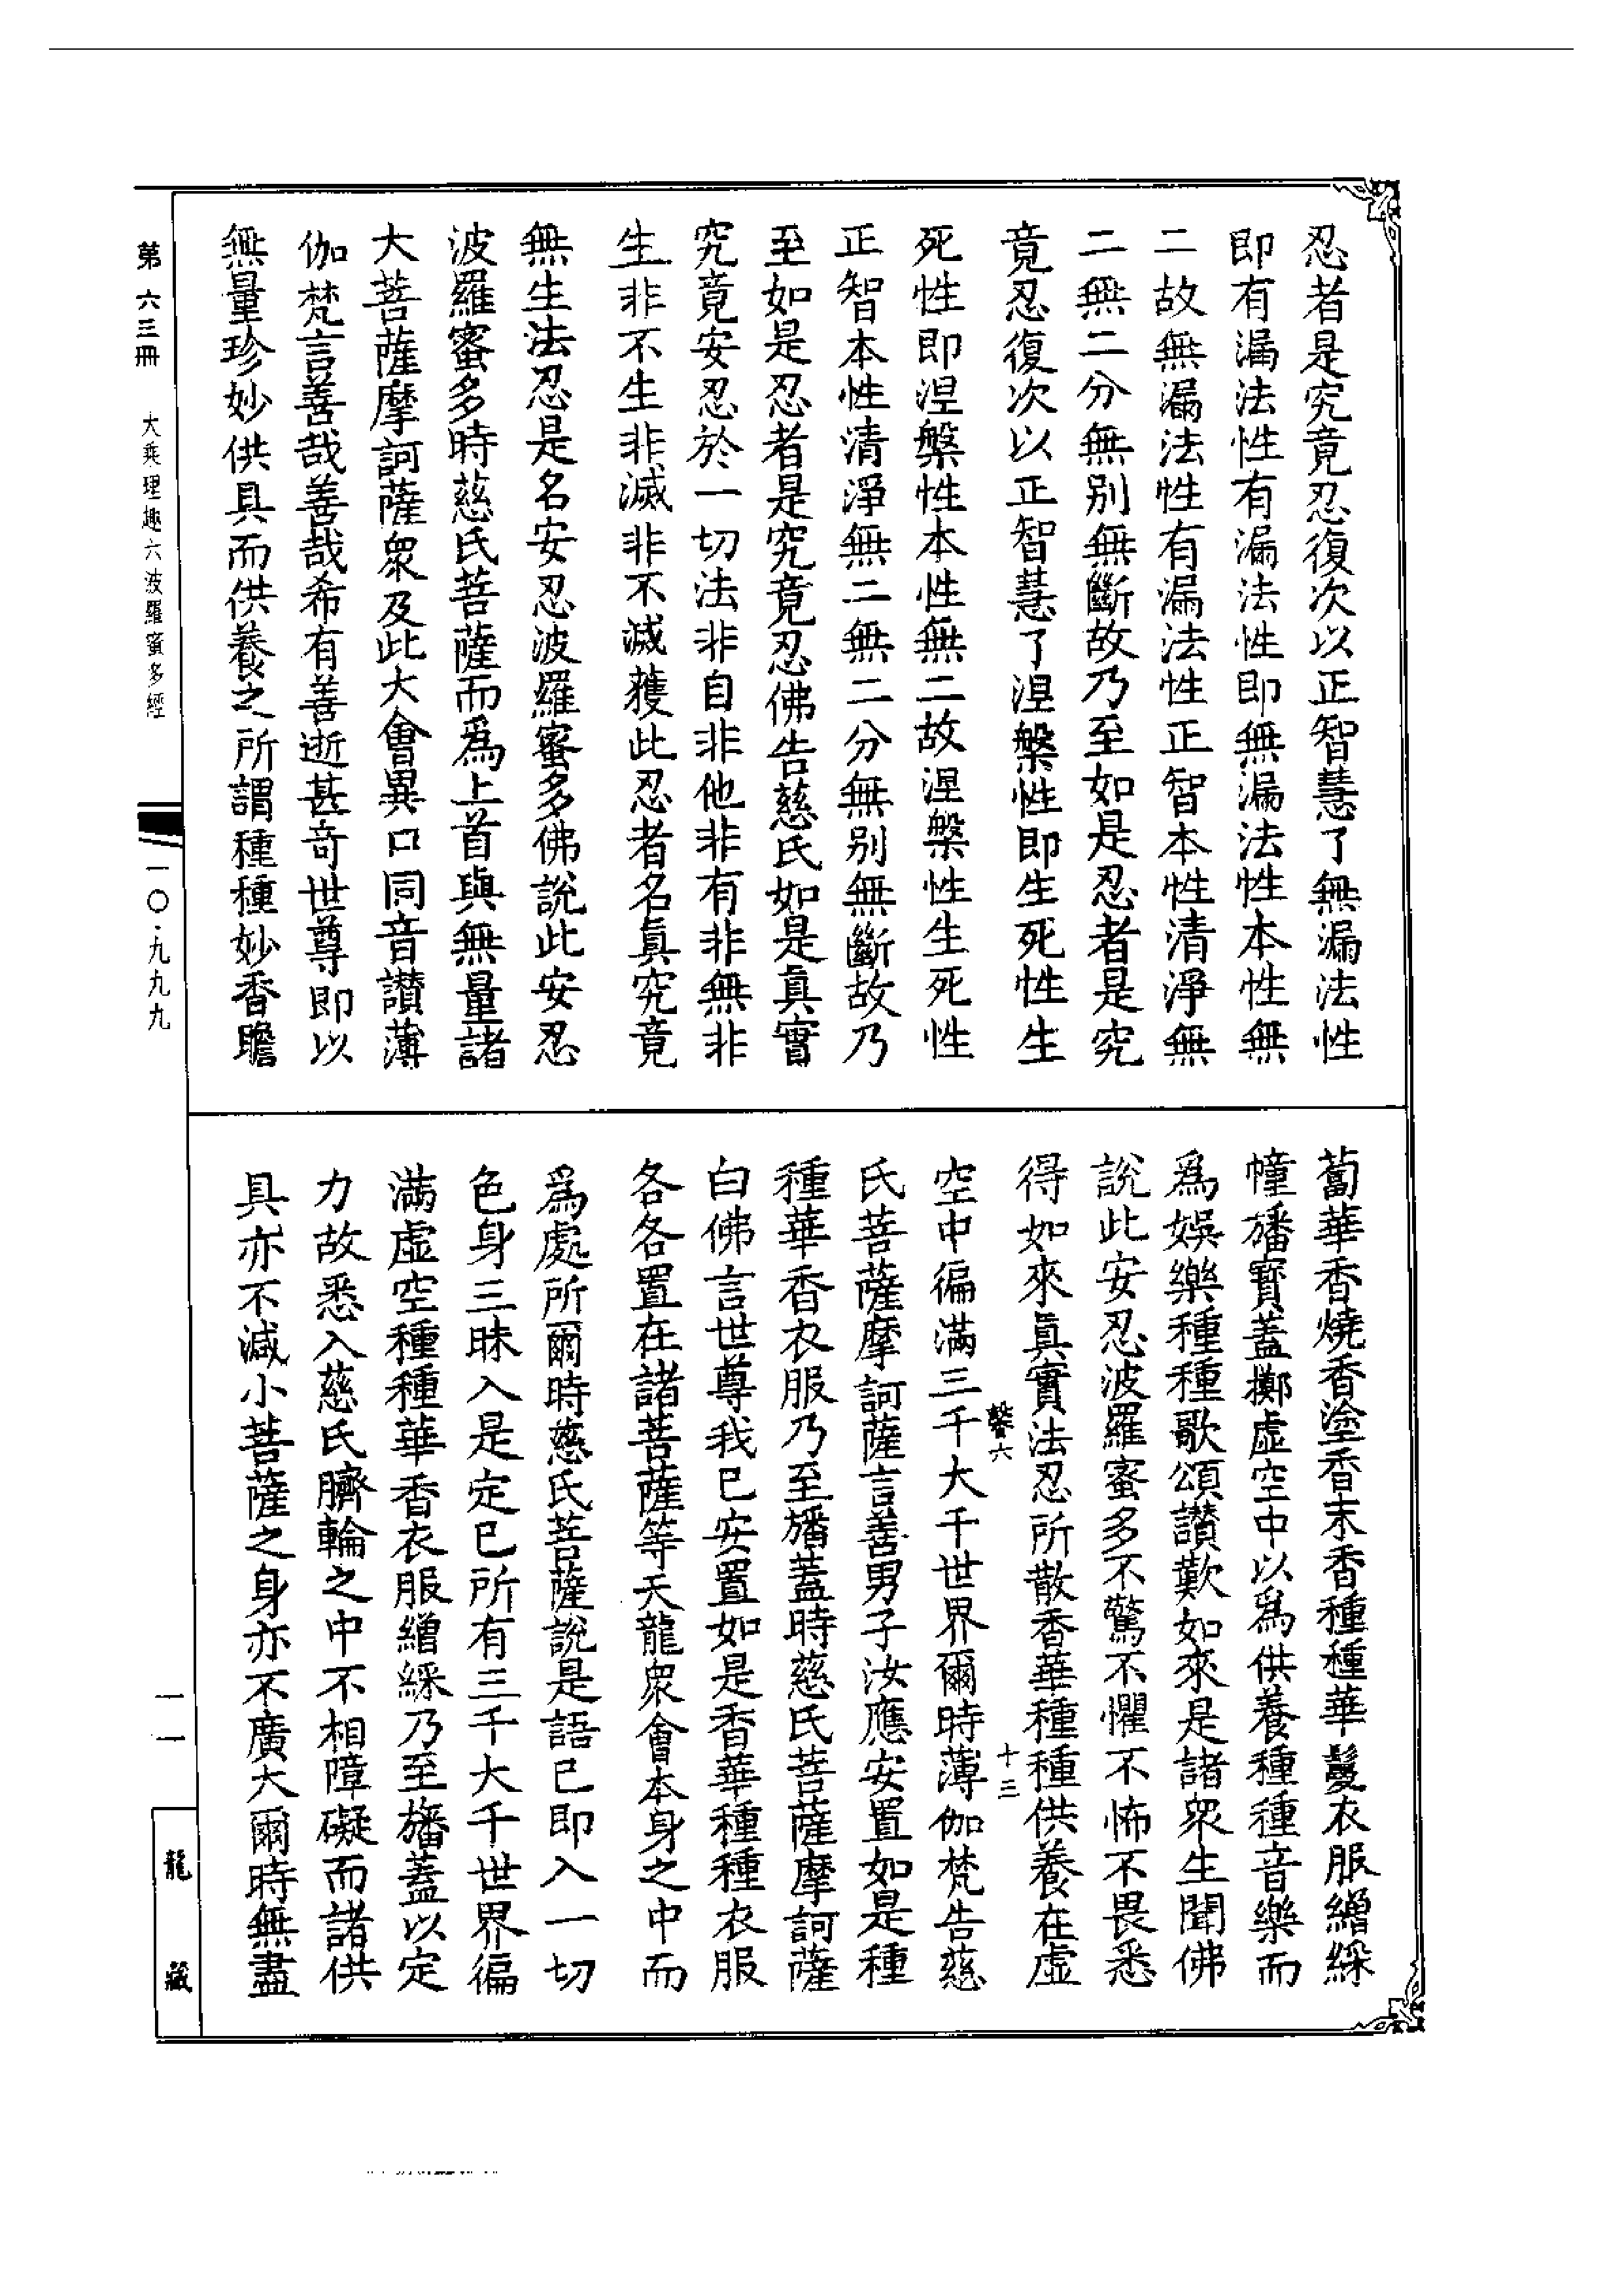 忍者是究竟忍復次以正智慧了無漏法性
即有漏法性有漏法性即無漏法性本性無
二故無漏法性有漏法性正智本性清淨無
二無二分無別無斷故乃至如是忍者是究
竟忍復次以正智慧了涅槃性即生死性生
死性即涅槃性本性無二故涅槃性生死性
正智本性清淨無二無二分無別無斷故乃
至如是忍者是究竟忍佛告慈氏如是真實
究竟安忍於一切法非自非他非有非無非
生非不生非滅非不滅獲此忍者名真究竟
無生法忍是名安忍波羅蜜多佛說此安忍
波羅蜜多時慈氏菩薩而爲上首與無量諸
大菩薩摩訶薩衆及此大會異口同音讚薄
伽梵言善哉善哉希有善逝甚奇世尊即以
無量珍妙供具而供養之所謂種種妙香瞻
蔔華香燒香塗香末香種種華鬘衣服繒綵
幢旛寶蓋擲虛空中以爲供養種種音樂而
爲娛樂種種歌頌讚歎如來是諸衆生聞佛
說此安忍波羅蜜多不驚不懼不怖不畏悉
得如來真實法忍所散香華種種供養在虛
馨六
十三
空中徧滿三千大千世界爾時薄伽梵告慈
氏菩薩摩訶薩言善男子汝應安置如是種
種華香衣服乃至旛蓋時慈氏菩薩摩訶薩
白佛言世尊我已安置如是香華種種衣服
各各置在諸菩薩等天龍衆會本身之中而
爲處所爾時慈氏菩薩說是語已即入一切
色身三昧入是定已所有三千大千世界徧
滿虛空種種華香衣服繒綵乃至旛蓋以定
力故悉入慈氏臍輪之中不相障礙而諸供
具亦不減小菩薩之身亦不廣大爾時無盡
第六三冊
大乘理趣六波羅蜜多經
一〇·九九九
一一
龍藏